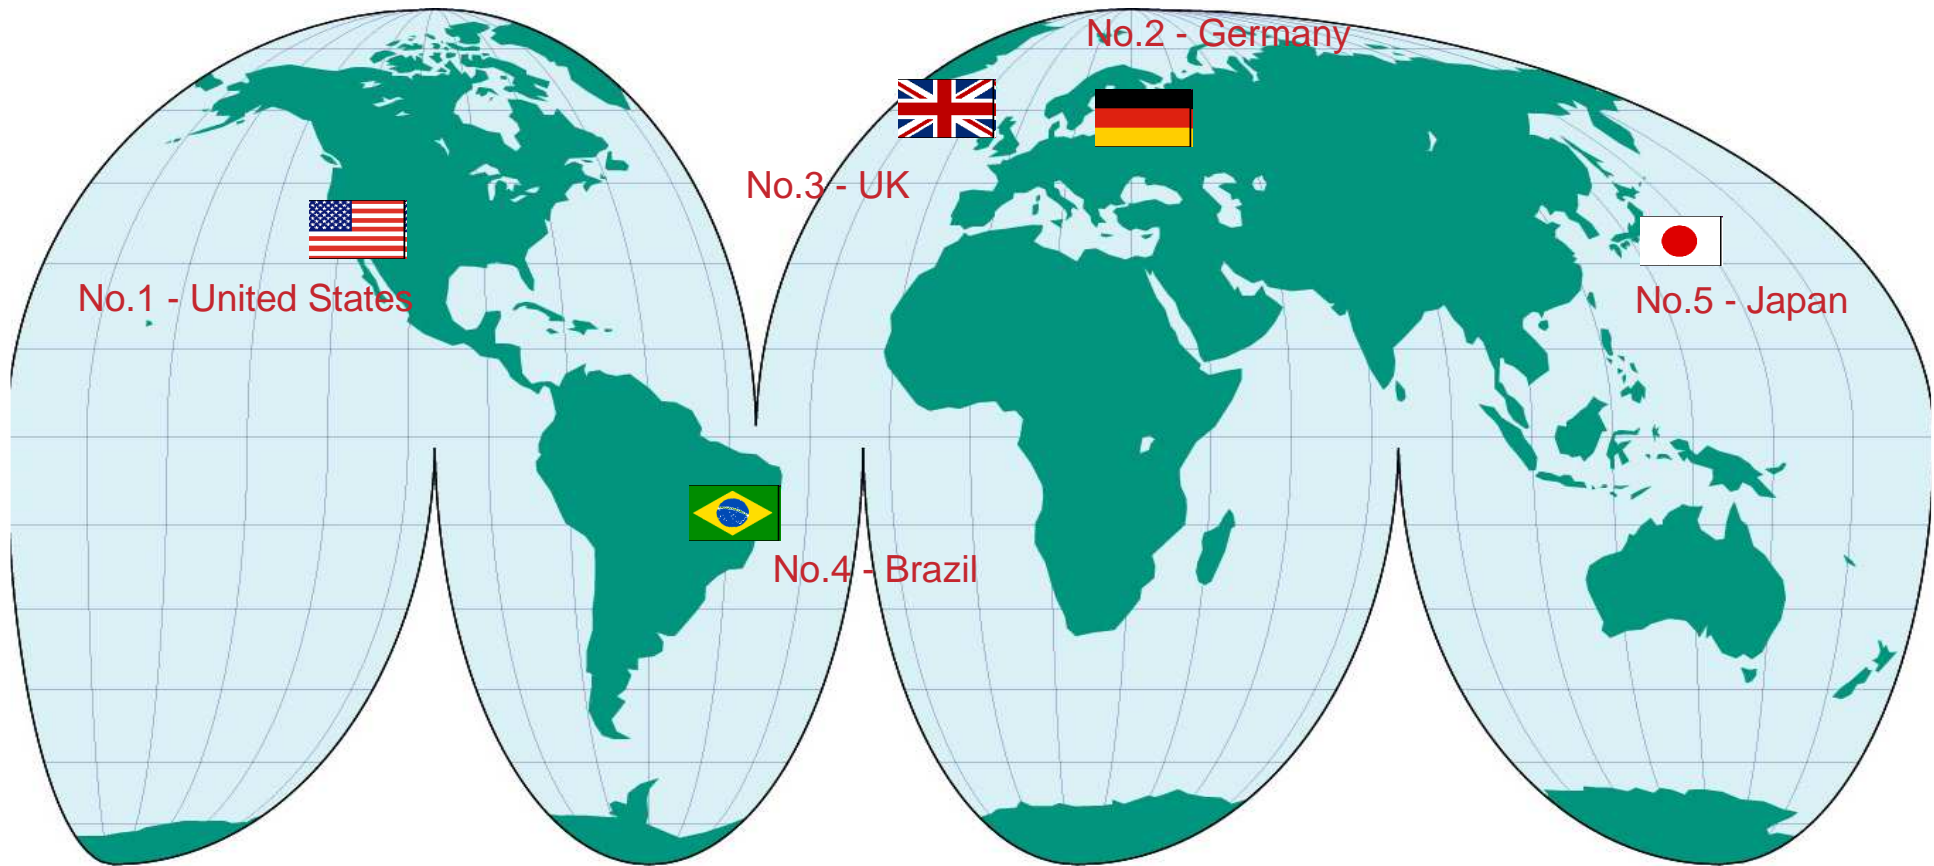 No.2 - Germany
No.3 - UK
No.1 - United States
No.5 - Japan
No.4 - Brazil